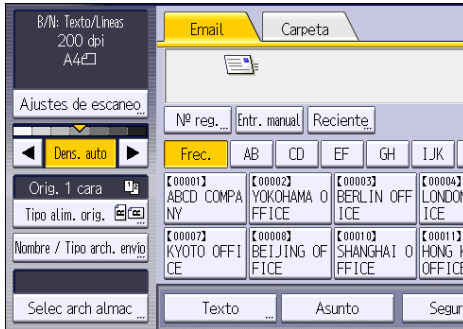 B/N: Texto/Líneas
200 dpi
A4
Ajustes de escaneo
Dens. auto
Orig. 1 cara
Tipo alim. orig.
Nombre / Tipo arch. envío
Selec arch almac
Email Carpeta
Nº reg. Entr. manual Reciente
Frec. AB CD EF GH IJK
【00001】 【00002】 【00003】 【00004】
ABCD COMPA YOKOHAMA O BERLIN OFF LONDON
NY FFICE ICE ICE
【00007】 【00008】 【00010】 【00011】
KYOTO OFFI BEIJING OF SHANGHAI O HONG
CE FICE FFICE OFFICE
Texto Asunto Segur